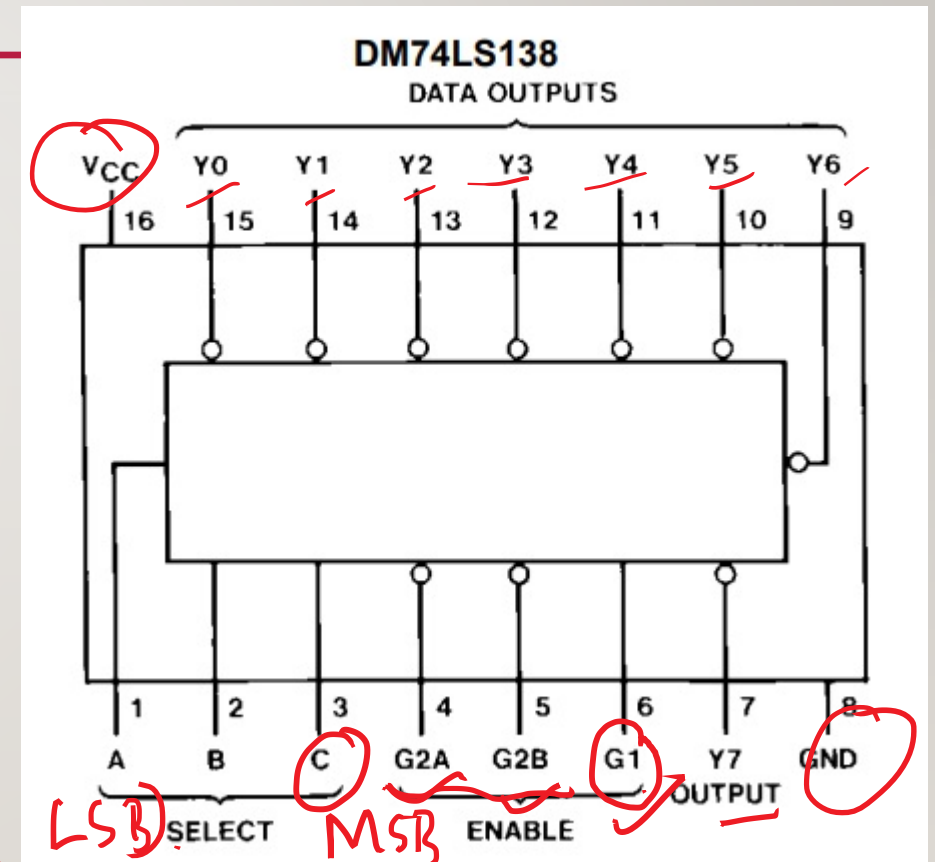 DM74LS138
DATA OUTPUTS
VCC Y0 Y1 Y2 Y3 Y4 Y5 Y6
16 15 14 13 12 11 10 9
1 2 3 4 5 6 7 8
A B C G2A G2B G1 Y7 GND
OUTPUT
LSB SELECT MSB ENABLE